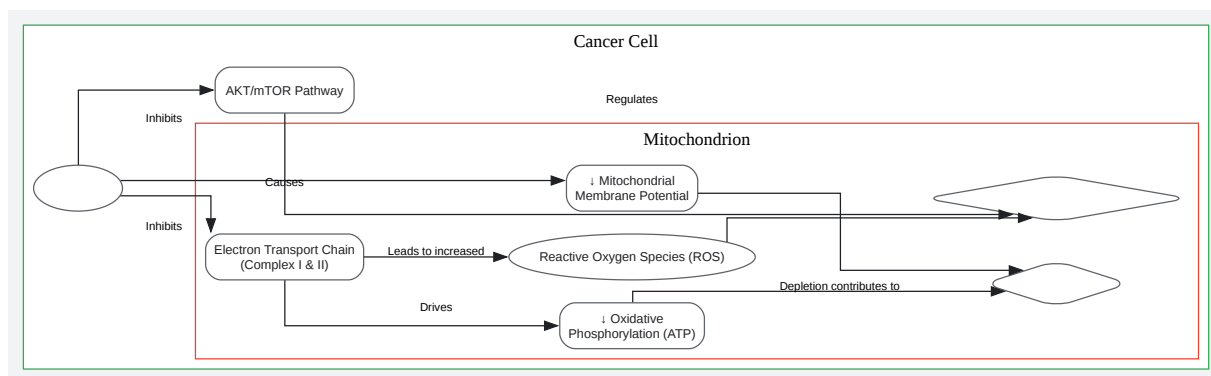 Cancer Cell
AKT/mTOR Pathway
Regulates
Inhibits
Mitochondrion
Causes
↓ Mitochondrial
Membrane Potential
Inhibits
Electron Transport Chain
(Complex I & II)
Leads to increased
Reactive Oxygen Species (ROS)
Depletion contributes to
Drives
↓ Oxidative
Phosphorylation (ATP)